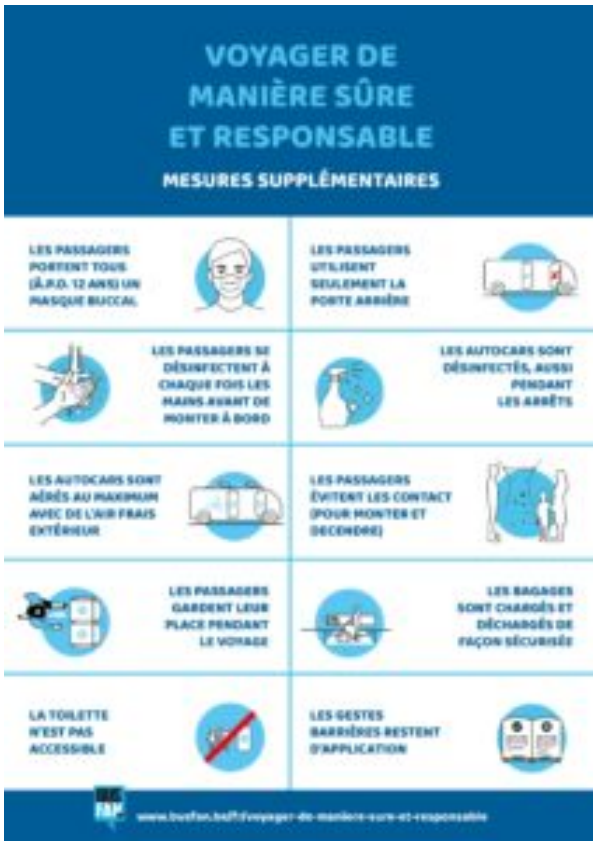 VOYAGER DE
MANIÈRE SÛRE
ET RESPONSABLE
MESURES SUPPLÉMENTAIRES
LES PASSAGERS
PORTENT TOUS
(À.P.D. 12 ANS) UN
MASQUE BUCCAL
LES PASSAGERS
UTILISENT
SEULEMENT LA
PORTE ARRIÈRE
LES PASSAGERS SE
DÉSINFECTENT À
CHAQUE FOIS LES
MAINS AVANT DE
MONTER À BORD
LES AUTOCARS SONT
DÉSINFECTÉS, AUSSI
PENDANT
LES ARRÊTS
LES AUTOCARS SONT
AÉRÉS AU MAXIMUM
AVEC DE L'AIR FRAIS
EXTÉRIEUR
LES PASSAGERS
ÉVITENT LES CONTACT
(POUR MONTER ET
DECENDRE)
LES PASSAGERS
GARDENT LEUR
PLACE PENDANT
LE VOYAGE
LES BAGAGES
SONT CHARGÉS ET
DÉCHARGÉS DE
FAÇON SÉCURISÉE
LA TOILETTE
N'EST PAS
ACCESSIBLE
LES GESTES
BARRIÈRES RESTENT
D'APPLICATION
BUS
FAN
www.busfan.be/fr/voyager-de-maniere-sure-et-responsable